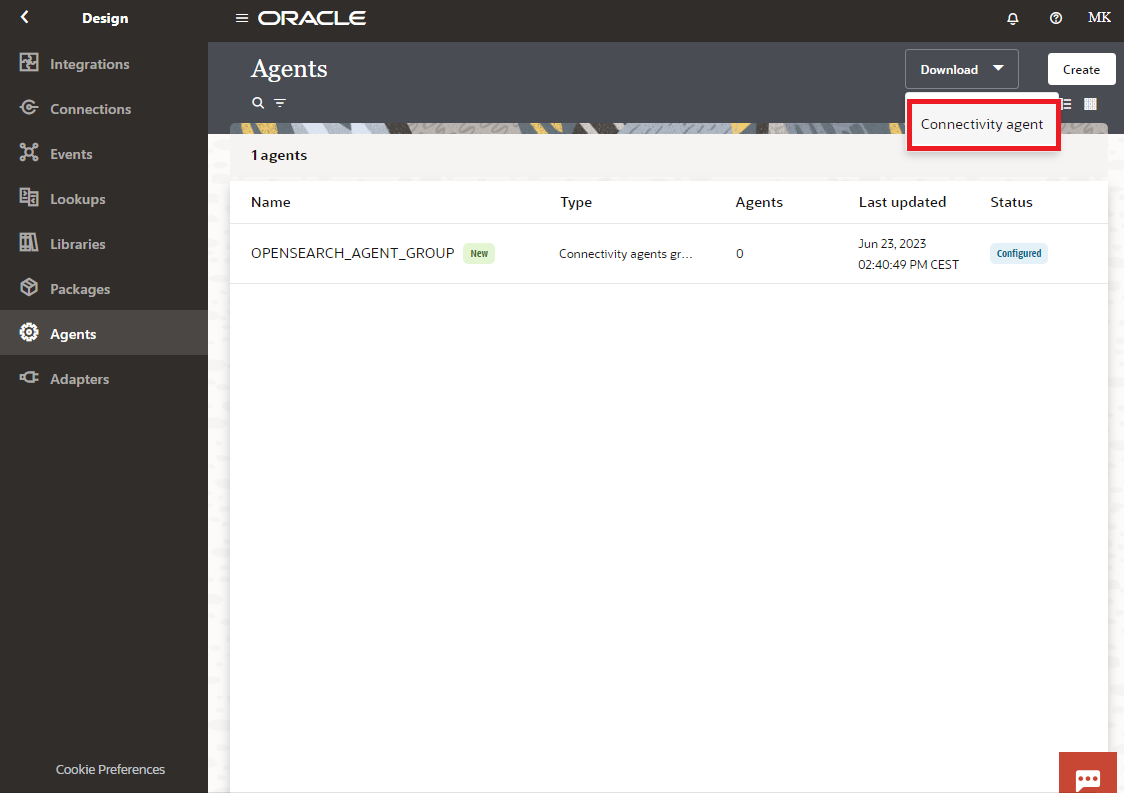 Design
ORACLE
MK
Integrations
Connections
Events
Lookups
Libraries
Packages
Agents
Adapters
Cookie Preferences
Agents
Download
Create
Connectivity agent
1 agents
Name Type Agents Last updated Status
OPENSEARCH_AGENT_GROUP New Connectivity agents gr... 0 Jun 23, 2023 Configured
02:40:49 PM CEST